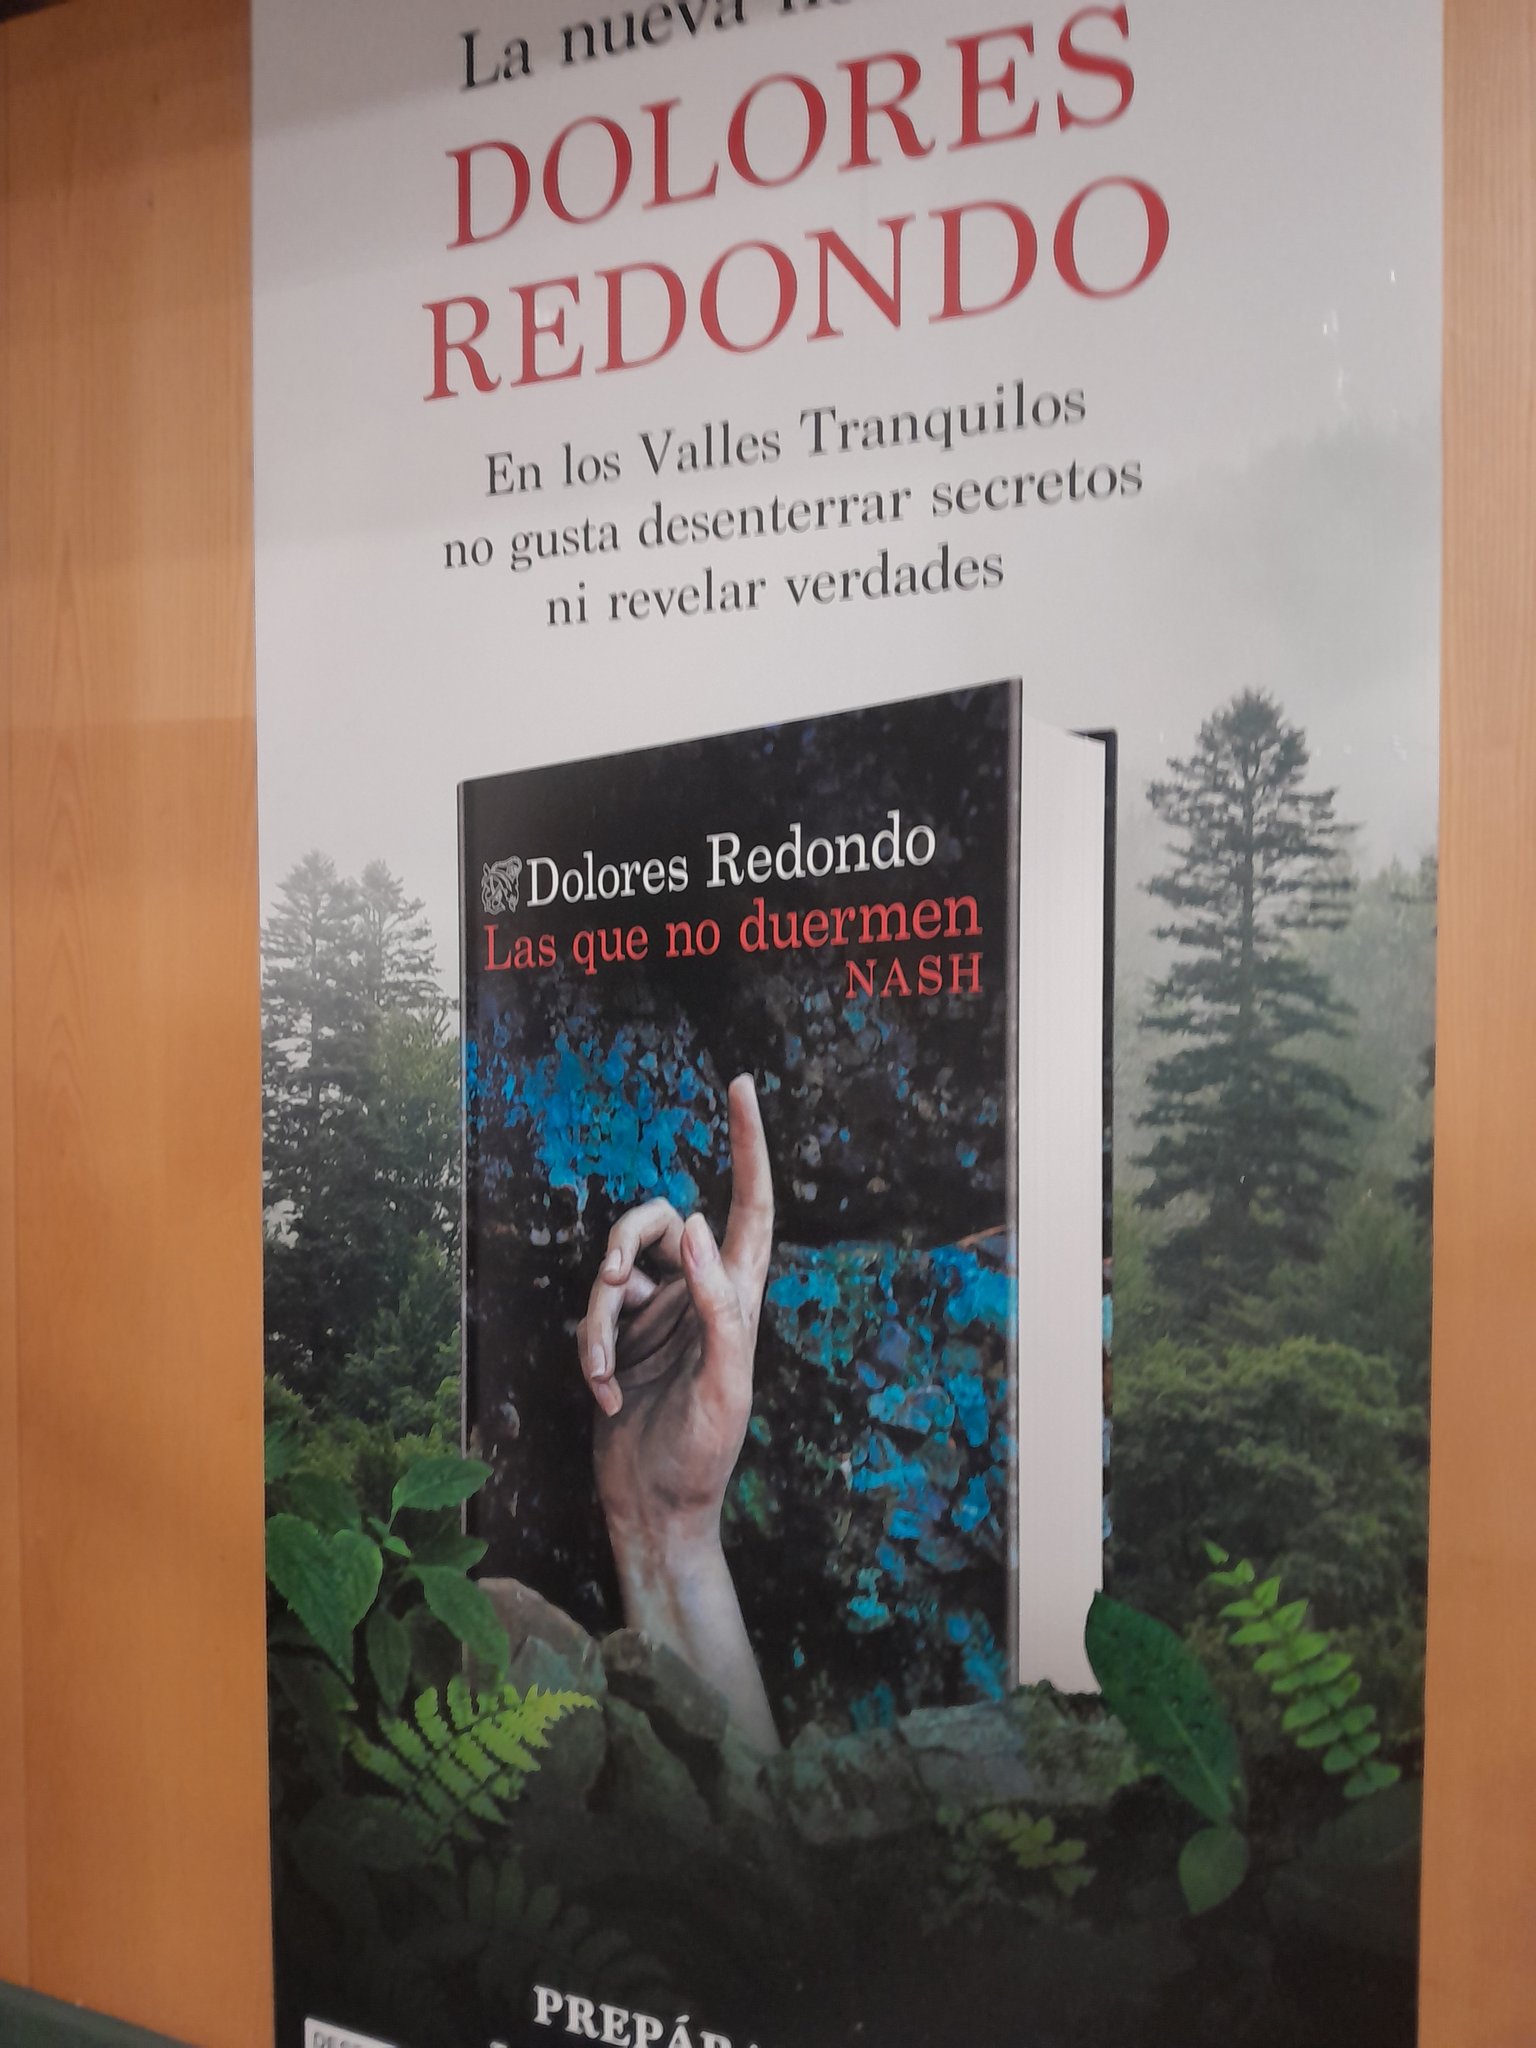 La nueva
DOLORES
REDONDO
En los Valles Tranquilos
no gusta desenterrar secretos
ni revelar verdades
Dolores Redondo
Las que no duermen
NASH